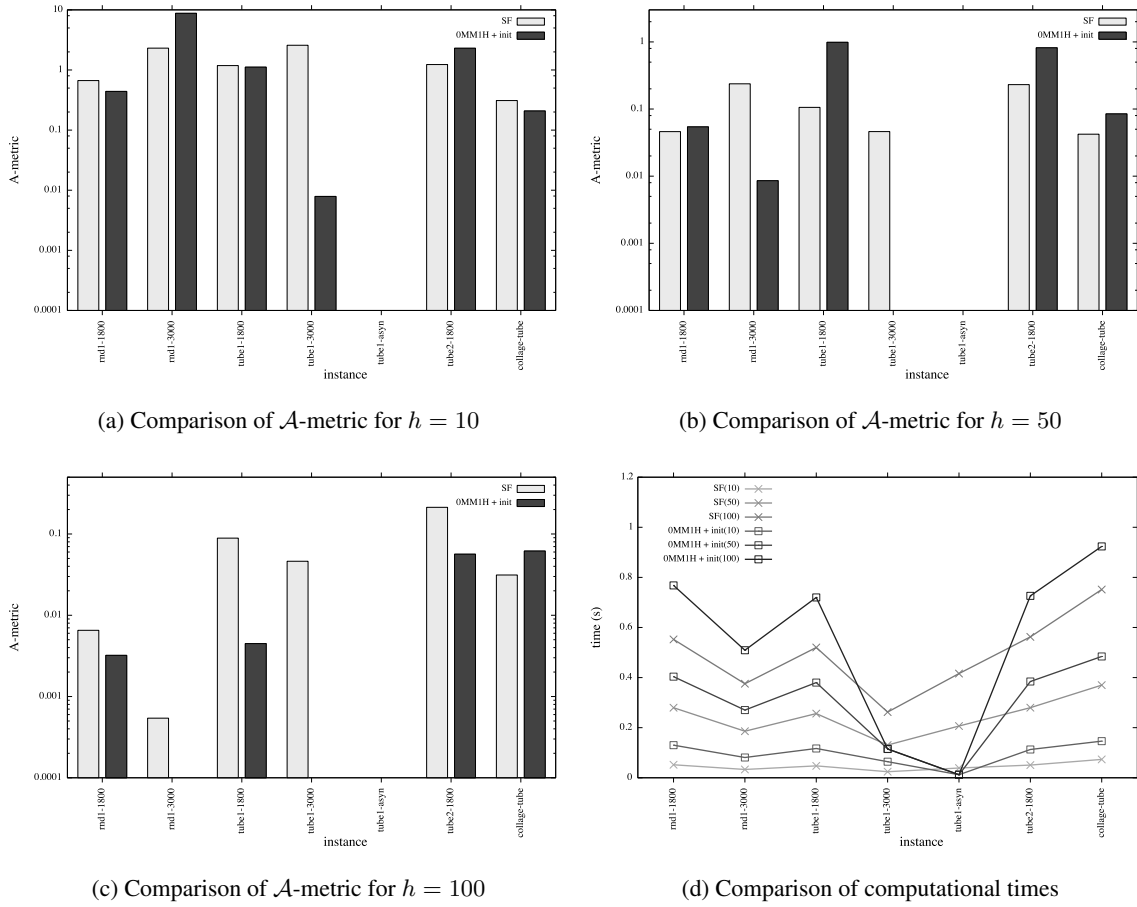 10
1
0.1
0.01
0.001
0.0001
A-metric
SF
0MM1H + init
rnd1-1800
rnd1-3000
tube1-1800
tube1-3000
tube1-asyn
tube2-1800
collage-tube
instance
(a) Comparison of A-metric for h = 10
1
0.1
0.01
0.001
0.0001
A-metric
SF
0MM1H + init
rnd1-1800
rnd1-3000
tube1-1800
tube1-3000
tube1-asyn
tube2-1800
collage-tube
instance
(b) Comparison of A-metric for h = 50
0.1
0.01
0.001
0.0001
A-metric
SF
0MM1H + init
rnd1-1800
rnd1-3000
tube1-1800
tube1-3000
tube1-asyn
tube2-1800
collage-tube
instance
(c) Comparison of A-metric for h = 100
1.2
1
0.8
0.6
0.4
0.2
0
time (s)
SF(10)
SF(50)
SF(100)
0MM1H + init(10)
0MM1H + init(50)
0MM1H + init(100)
rnd1-1800
rnd1-3000
tube1-1800
tube1-3000
tube1-asyn
tube2-1800
collage-tube
instance
(d) Comparison of computational times